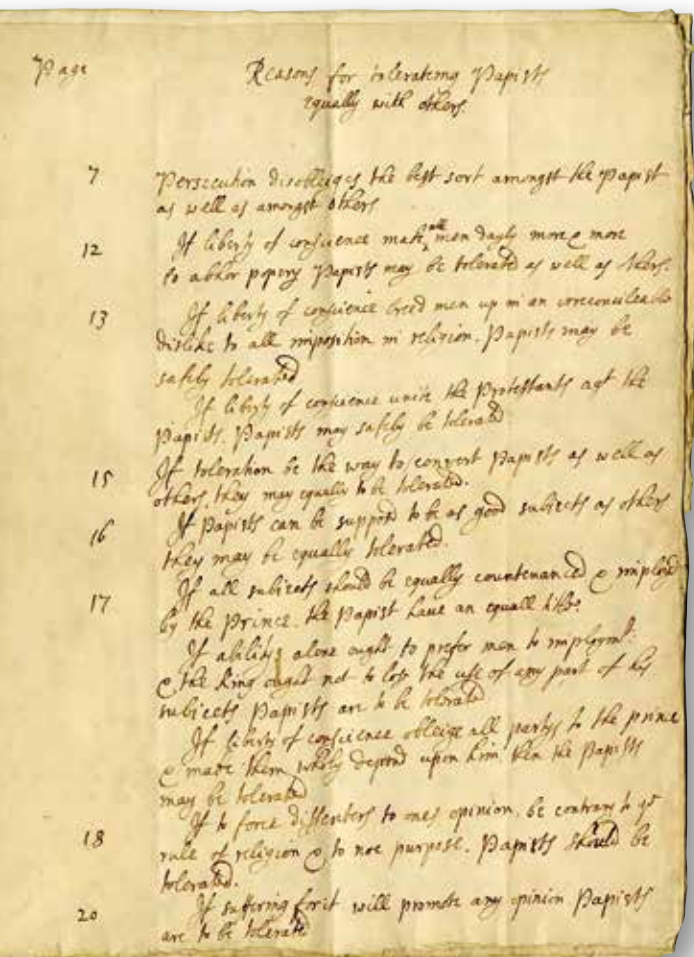 Page Reasons for tolerateing Papists
equally with others.
7 Persecution disobleiges the best sort amongst the Papist
as well as amongst others
12 If liberty of conscience make all men dayly more & more
to abhor popery Papists may be tolerated as well as others.
13 If liberty of conscience breed men up in an irreconcileable
dislike to all imposition in religion. Papists may be
safely tolerated
If liberty of conscience unite the Protestants agt the
Papists. Papists may safely be tolerated
15 If toleration be the way to convert Papists as well as
others, they may equally to be tolerated.
16 If Papists can be supposd to be as good subjects as others
they may be equally tolerated.
17 If all subjects should be equally countenanced & imploid
by the Prince. the Papist have an equall title
If abilitys alone ought to prefer men to imploymt
& the King ought not to loss the use of any part of his
subjects Papists are to be tolerated
If liberty of conscience obleige all partys to the prince
& make them wholy depend upon him then the Papists
may be tolerated
If to force dissenters to ones opinion, be contrary to ye
18 rule of religion & to noe purpose. Papists should be
tolerated.
20 If suffering for it will promote any opinion Papists
are to be tolerated